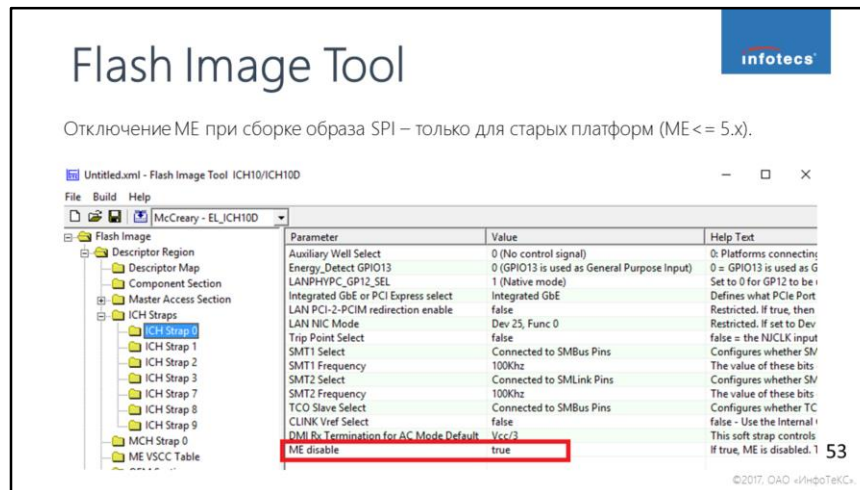 Flash Image Tool
infotecs
Отключение ME при сборке образа SPI – только для старых платформ (ME<= 5.x).
Untitled.xml - Flash Image Tool ICH10/ICH10D
File Build Help
McCreary - EL_ICH10D
Flash Image
Descriptor Region
Descriptor Map
Component Section
Master Access Section
ICH Straps
ICH Strap 0
ICH Strap 1
ICH Strap 2
ICH Strap 3
ICH Strap 7
ICH Strap 8
ICH Strap 9
MCH Strap 0
ME VSCC Table
Parameter Value Help Text
Auxiliary Well Select 0 (No control signal) 0: Platforms connecting
Energy_Detect GPIO13 0 (GPIO13 is used as General Purpose Input) 0 = GPIO13 is used as G
LANPHYPC_GP12_SEL 1 (Native mode) Set to 0 for GP12 to be
Integrated GbE or PCI Express select Integrated GbE Defines what PCIe Port
LAN PCI-2-PCIM redirection enable false Restricted. If true, then
LAN NIC Mode Dev 25, Func 0 Restricted. If set to Dev
Trip Point Select false false = the NJCLK input
SMT1 Select Connected to SMBus Pins Configures whether SM
SMT1 Frequency 100Khz The value of these bits
SMT2 Select Connected to SMLink Pins Configures whether SM
SMT2 Frequency 100Khz The value of these bits
TCO Slave Select Connected to SMBus Pins Configures whether TC
CLINK Vref Select false false - Use the Internal
DMI Rx Termination for AC Mode Default Vcc/3 This soft strap controls
ME disable true If true, ME is disabled. T
53
©2017, ОАО «ИнфоТеКС».